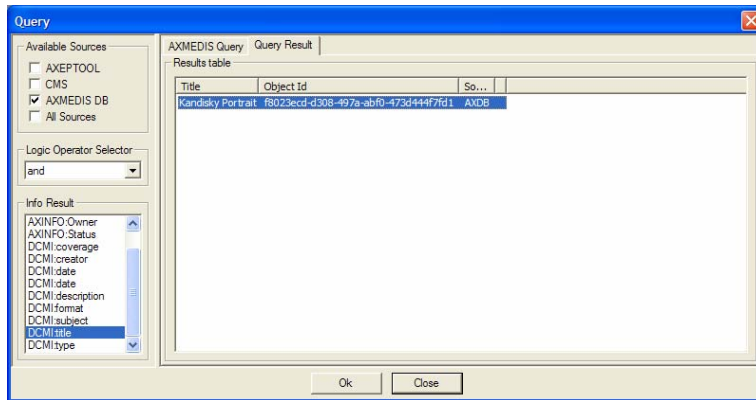 Query
Available Sources
AXEPTOOL
CMS
AXMEDIS DB
All Sources
Logic Operator Selector
and
Info Result
AXINFO:Owner
AXINFO:Status
DCMI:coverage
DCMI:creator
DCMI:date
DCMI:date
DCMI:description
DCMI:format
DCMI:subject
DCMI:title
DCMI:type
AXMEDIS Query Query Result
Results table
Title Object Id So...
Kandisky Portrait f8023ecd-d308-497a-abf0-473d444f7fd1 AXDB
Ok Close